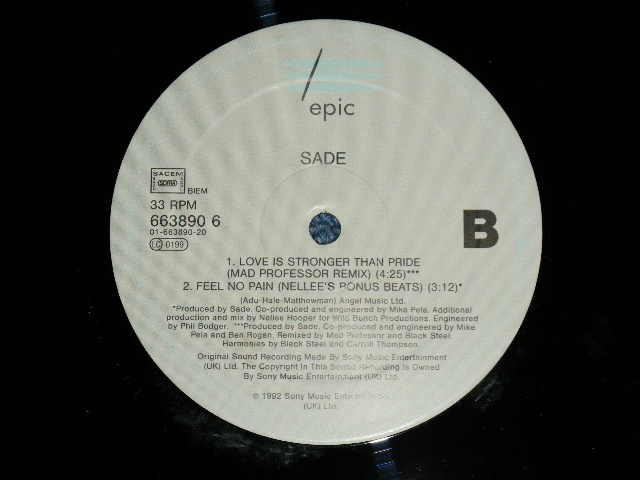 epic
SADE
SACEM
SDRM
BIEM
33 RPM
663890 6
01-663890-20
LC 0199
B
1. LOVE IS STRONGER THAN PRIDE
(MAD PROFESSOR REMIX) (4:25)***
2. FEEL NO PAIN (NELLEE'S BONUS BEATS) (3:12)*
(Adu-Hale-Matthewman) Angel Music Ltd.
*Produced by Sade. Co-produced and engineered by Mike Pela. Additional
production and mix by Nellee Hooper for Wild Bunch Productions. Engineered
by Phil Bodger. ***Produced by Sade. Co-produced and engineered by Mike
Pela and Ben Rogan. Remixed by Mad Professor and Black Steel.
Harmonies by Black Steel and Carroll Thompson.
Original Sound Recording Made By Sony Music Entertainment
(UK) Ltd. The Copyright In This Sound Recording Is Owned
By Sony Music Entertainment (UK) Ltd.
℗ 1992 Sony Music Entertainment
(UK) Ltd.